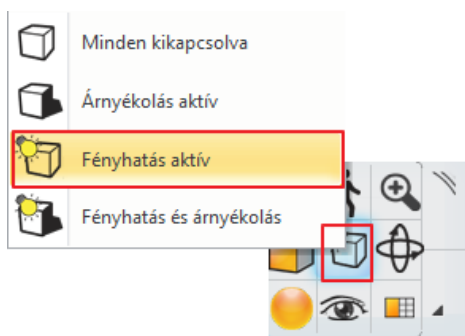 Minden kikapcsolva
Árnyékolás aktív
Fényhatás aktív
Fényhatás és árnyékolás